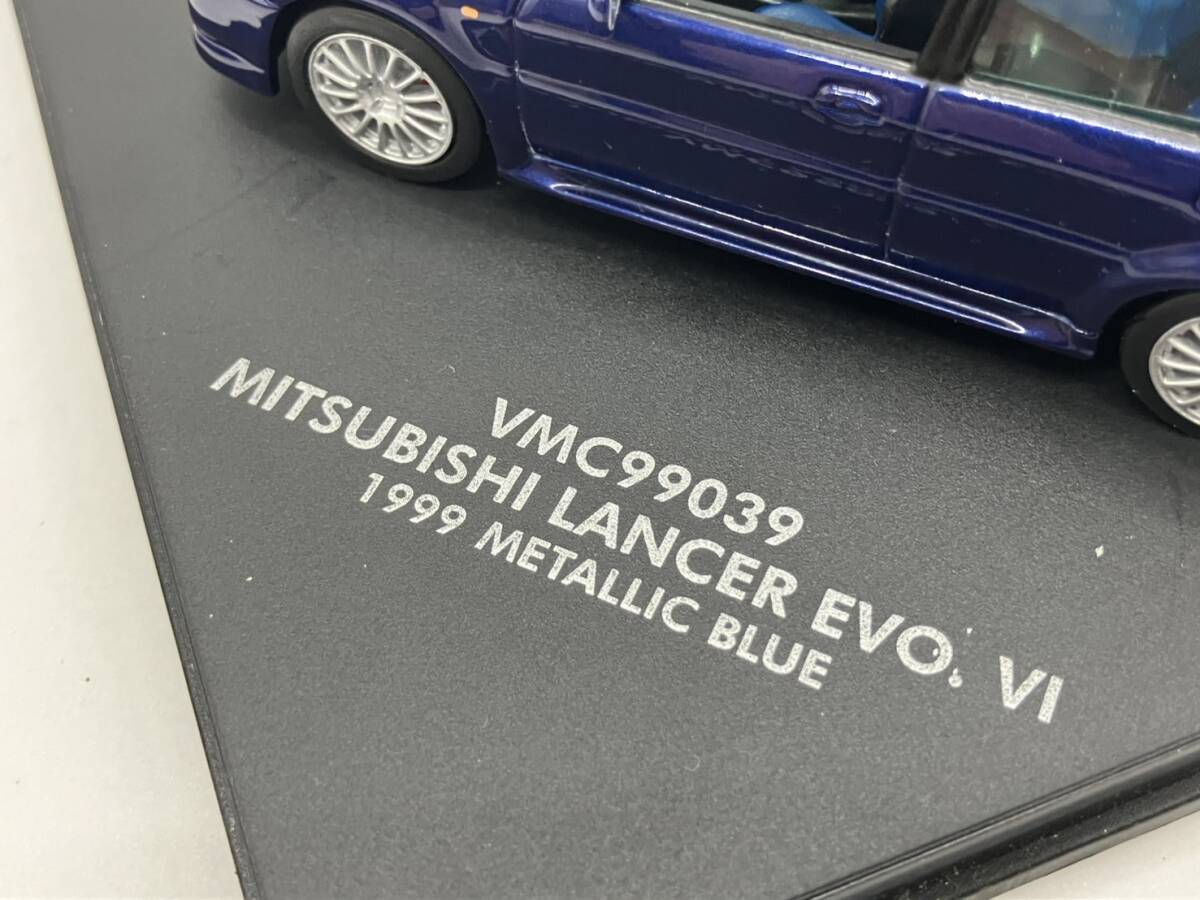 VMC99039
MITSUBISHI LANCER EVO. VI
1999 METALLIC BLUE